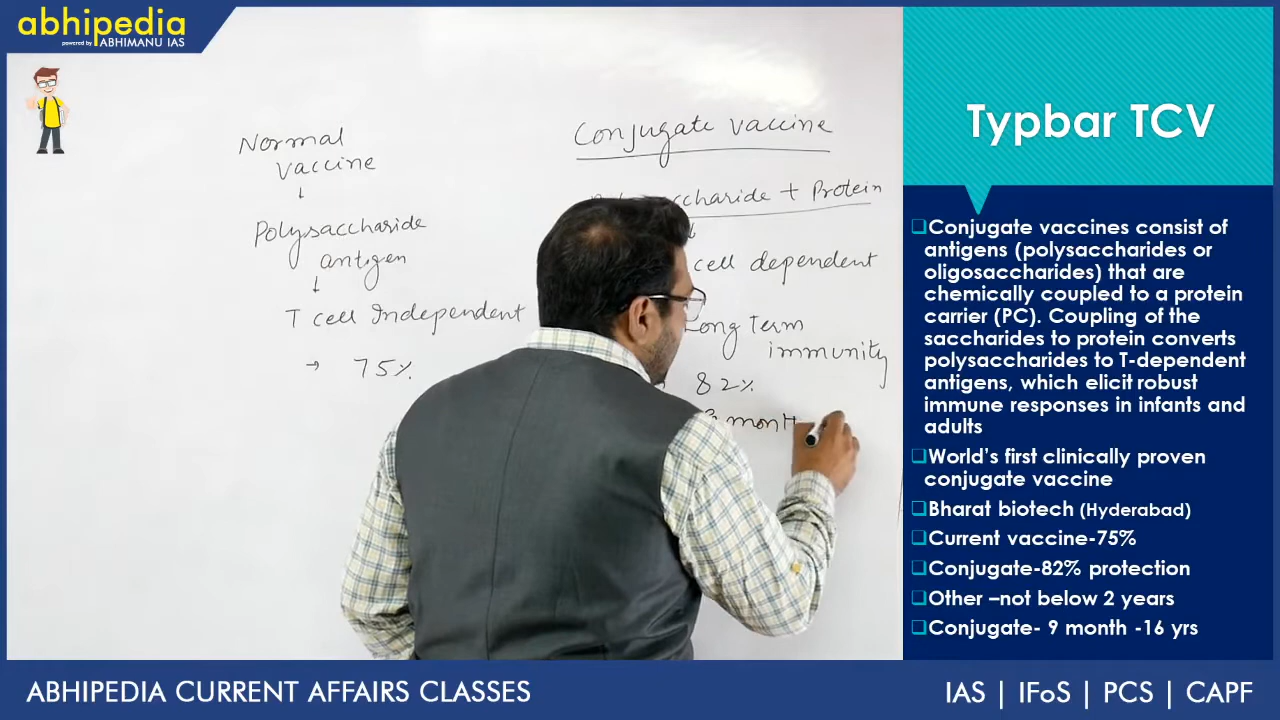 abhipedia
powered by ABHIMANU IAS
Normal
vaccine
↓
Polysaccharide
antigen
↓
T cell Independent
→ 75%
Conjugate vaccine
+ Protein
cell dependent
Long Term
immunity
82%
month
Typbar TCV
❑Conjugate vaccines consist of
antigens (polysaccharides or
oligosaccharides) that are
chemically coupled to a protein
carrier (PC). Coupling of the
saccharides to protein converts
polysaccharides to T-dependent
antigens, which elicit robust
immune responses in infants and
adults
❑World's first clinically proven
conjugate vaccine
❑Bharat biotech (Hyderabad)
❑Current vaccine-75%
❑Conjugate-82% protection
❑Other –not below 2 years
❑Conjugate- 9 month -16 yrs
ABHIPEDIA CURRENT AFFAIRS CLASSES
IAS | IFoS | PCS | CAPF